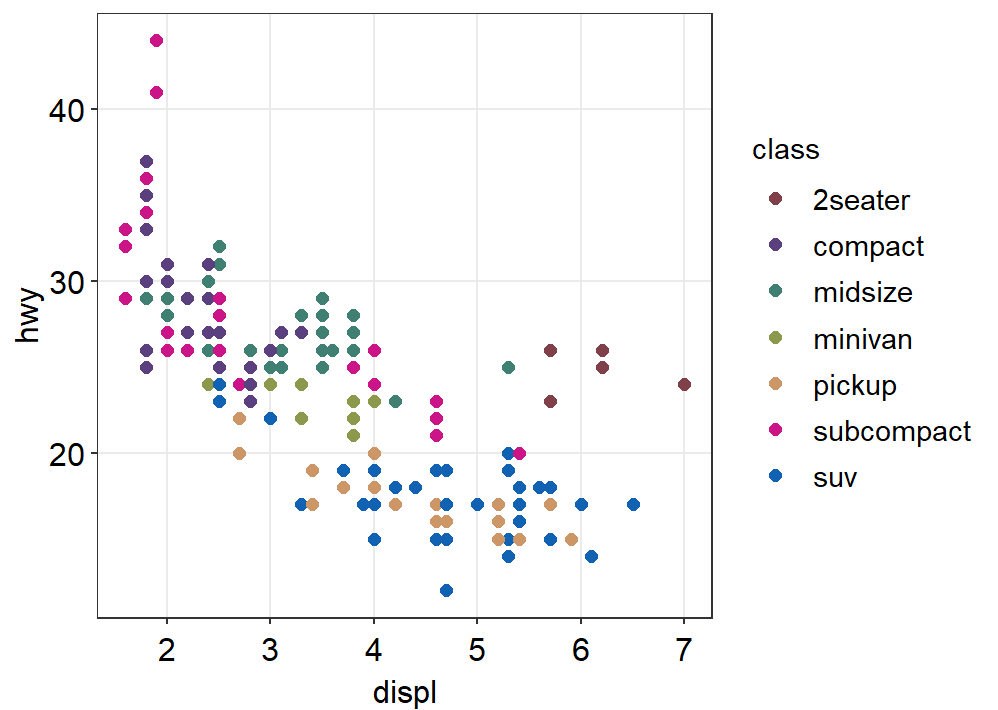 40
30
20
hwy
2 3 4 5 6 7
displ
class
2seater
compact
midsize
minivan
pickup
subcompact
suv